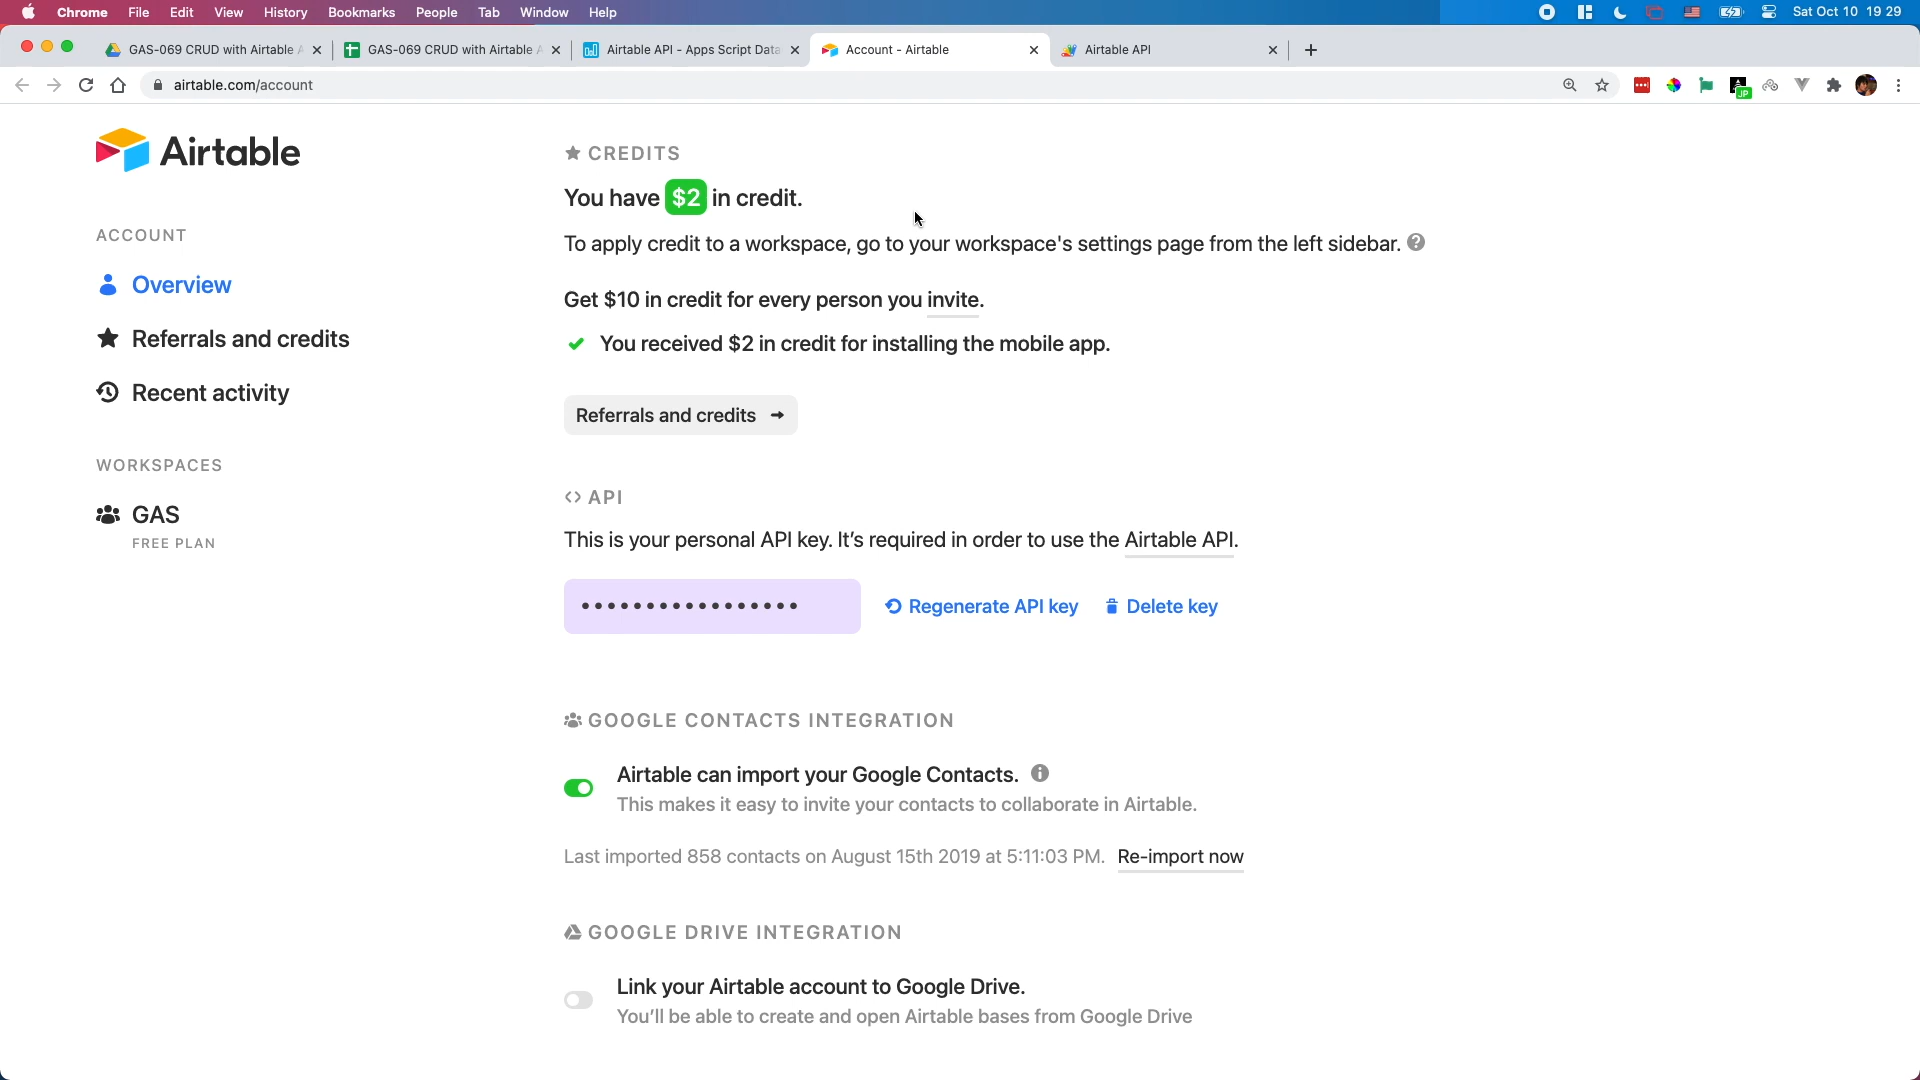 Chrome File Edit View History Bookmarks People Tab Window Help
Sat Oct 10 19 29
GAS-069 CRUD with Airtable
GAS-069 CRUD with Airtable
Airtable API - Apps Script Data
Account - Airtable
Airtable API
airtable.com/account
JP
Airtable
ACCOUNT
Overview
Referrals and credits
Recent activity
WORKSPACES
GAS
FREE PLAN
CREDITS
You have $2 in credit.
To apply credit to a workspace, go to your workspace's settings page from the left sidebar.
Get $10 in credit for every person you invite.
You received $2 in credit for installing the mobile app.
Referrals and credits
<> API
This is your personal API key. It’s required in order to use the Airtable API.
•••••••••••••••••
Regenerate API key
Delete key
GOOGLE CONTACTS INTEGRATION
Airtable can import your Google Contacts.
This makes it easy to invite your contacts to collaborate in Airtable.
Last imported 858 contacts on August 15th 2019 at 5:11:03 PM. Re-import now
GOOGLE DRIVE INTEGRATION
Link your Airtable account to Google Drive.
You’ll be able to create and open Airtable bases from Google Drive